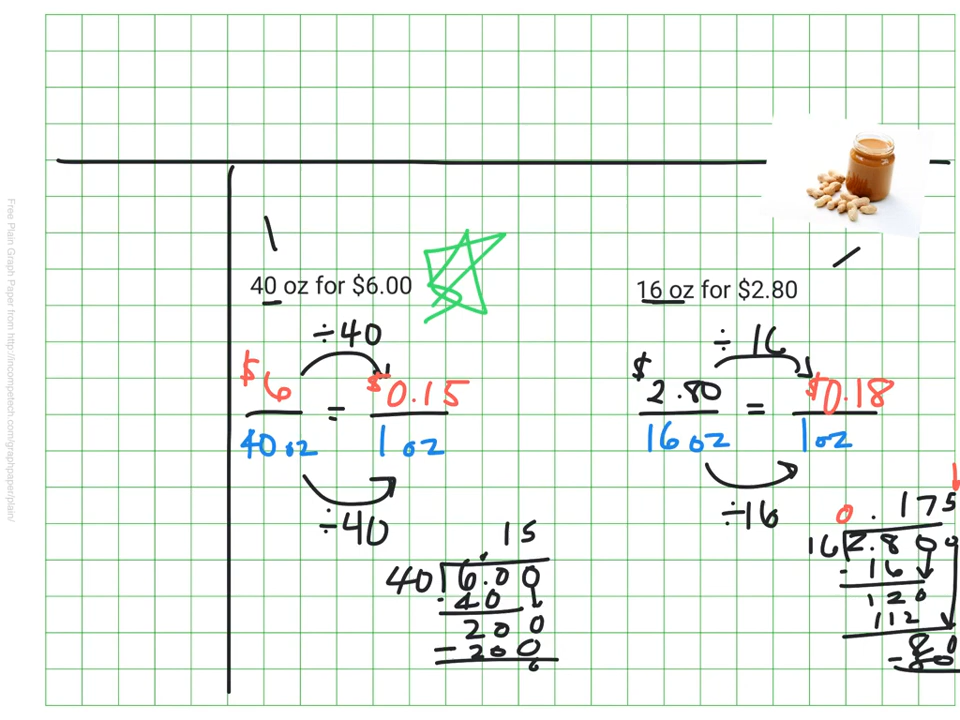 40 oz for $6.00
÷40
$6 = $0.15
40 oz 1 oz
÷40
.15
40 6.00
- 40
200
- 200
0
16 oz for $2.80
÷ 16
$2.80 = $0.18
16 oz 1 oz
÷16
0.175
16 2.800
- 16
120
112
80
- 80
Free Plain Graph Paper from http://incompetech.com/graphpaper/plain/